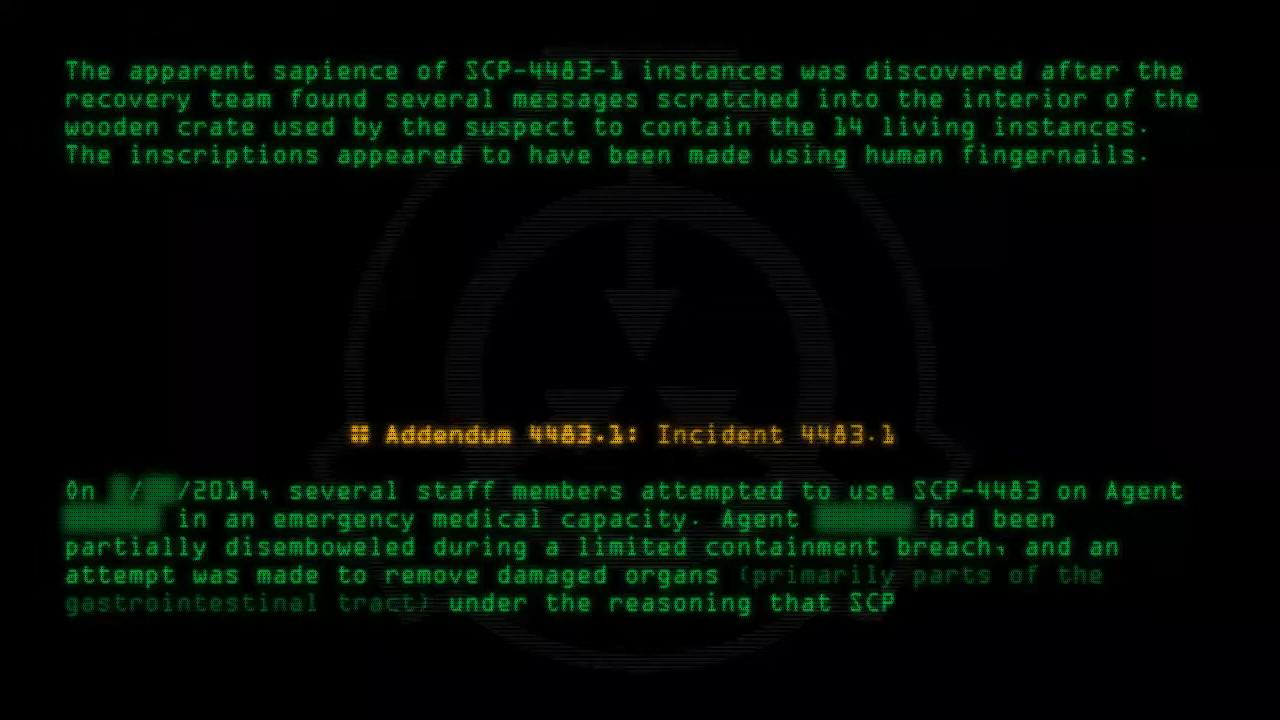 The apparent sapience of SCP-4483-1 instances was discovered after the
recovery team found several messages scratched into the interior of the
wooden crate used by the suspect to contain the 14 living instances.
The inscriptions appeared to have been made using human fingernails.
# Addendum 4483.1: Incident 4483.1
On █/██/2019, several staff members attempted to use SCP-4483 on Agent
██████ in an emergency medical capacity. Agent ██████ had been
partially disemboweled during a limited containment breach, and an
attempt was made to remove damaged organs (primarily parts of the
gastrointestinal tract) under the reasoning that SCP